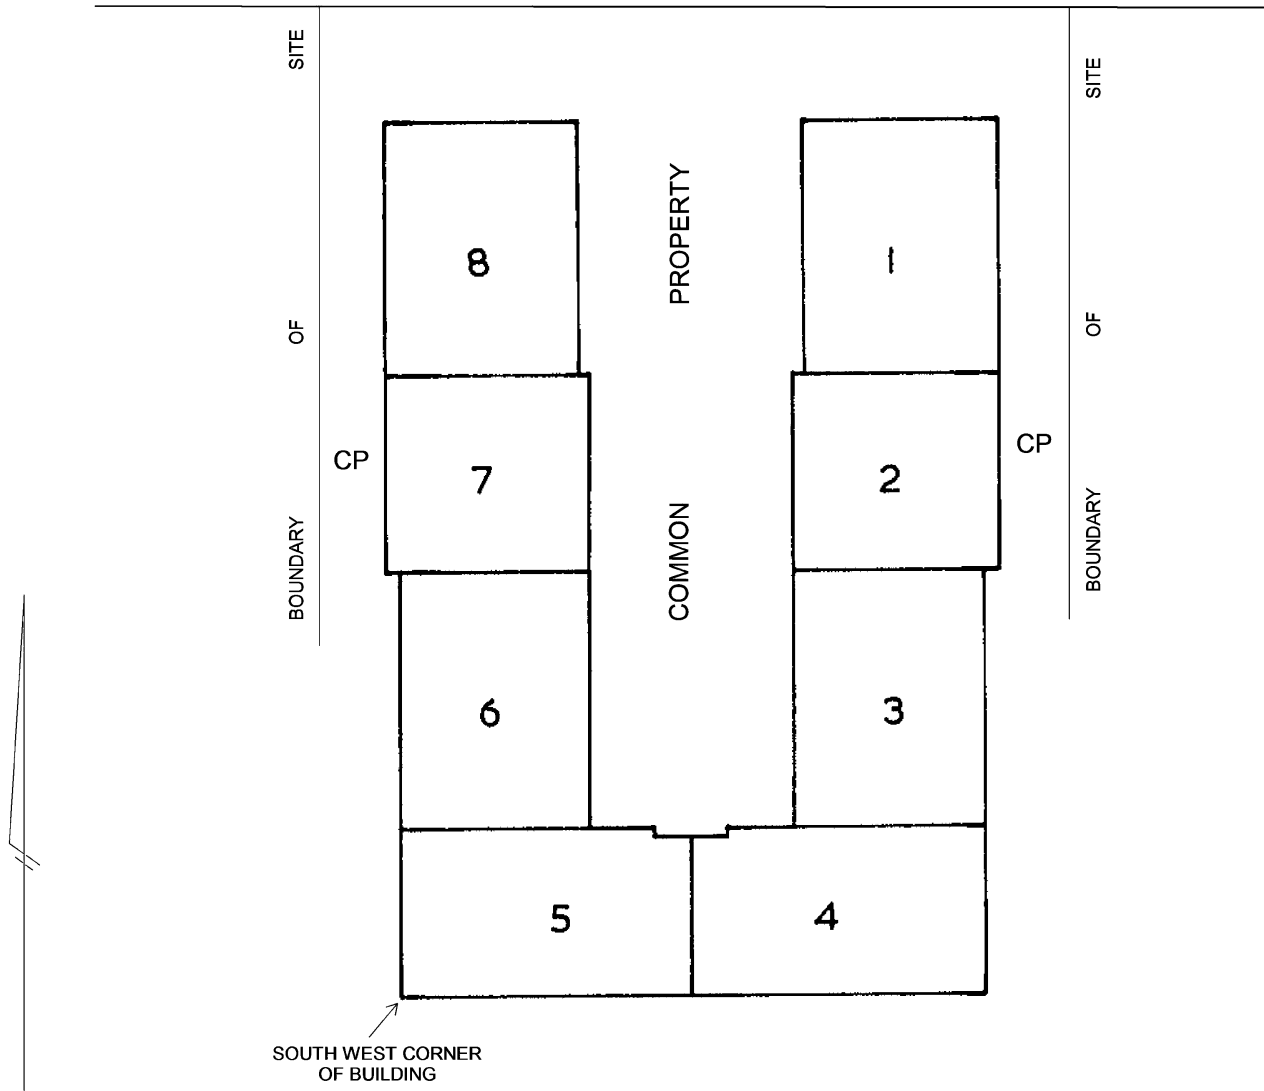 SITE
SITE
PROPERTY
8
1
OF
OF
CP
CP
7
2
BOUNDARY
BOUNDARY
COMMON
6
3
5
4
SOUTH WEST CORNER
OF BUILDING